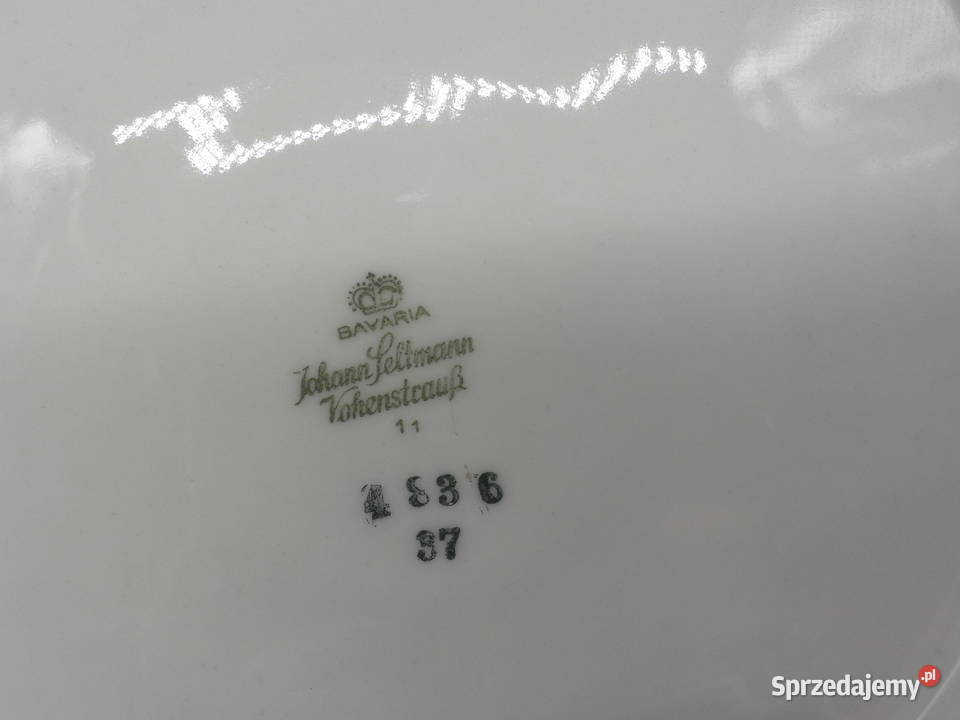 BAVARIA
Johann Seltmann
Vohenstrauß
11
4836
37
Sprzedajemy.pl